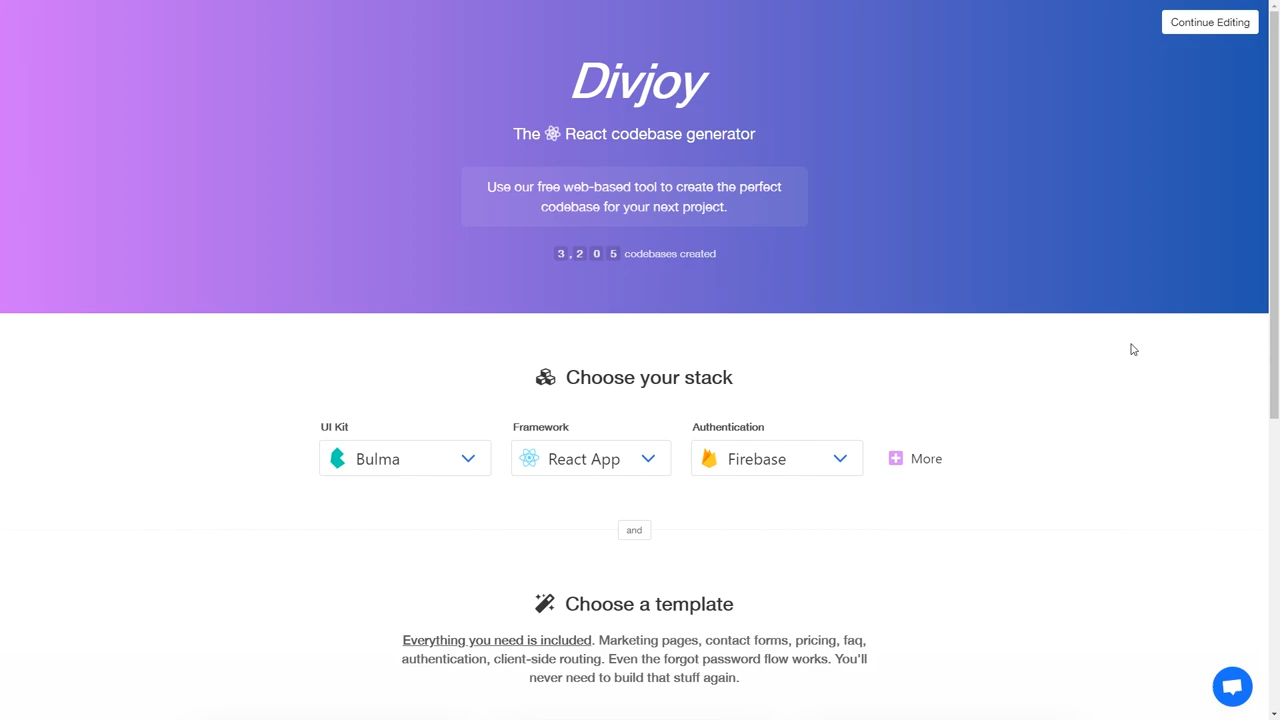 Continue Editing
Divjoy
The React codebase generator
Use our free web-based tool to create the perfect
codebase for your next project.
3,205 codebases created
Choose your stack
UI Kit Framework Authentication
Bulma React App Firebase More
and
Choose a template
Everything you need is included. Marketing pages, contact forms, pricing, faq,
authentication, client-side routing. Even the forgot password flow works. You'll
never need to build that stuff again.